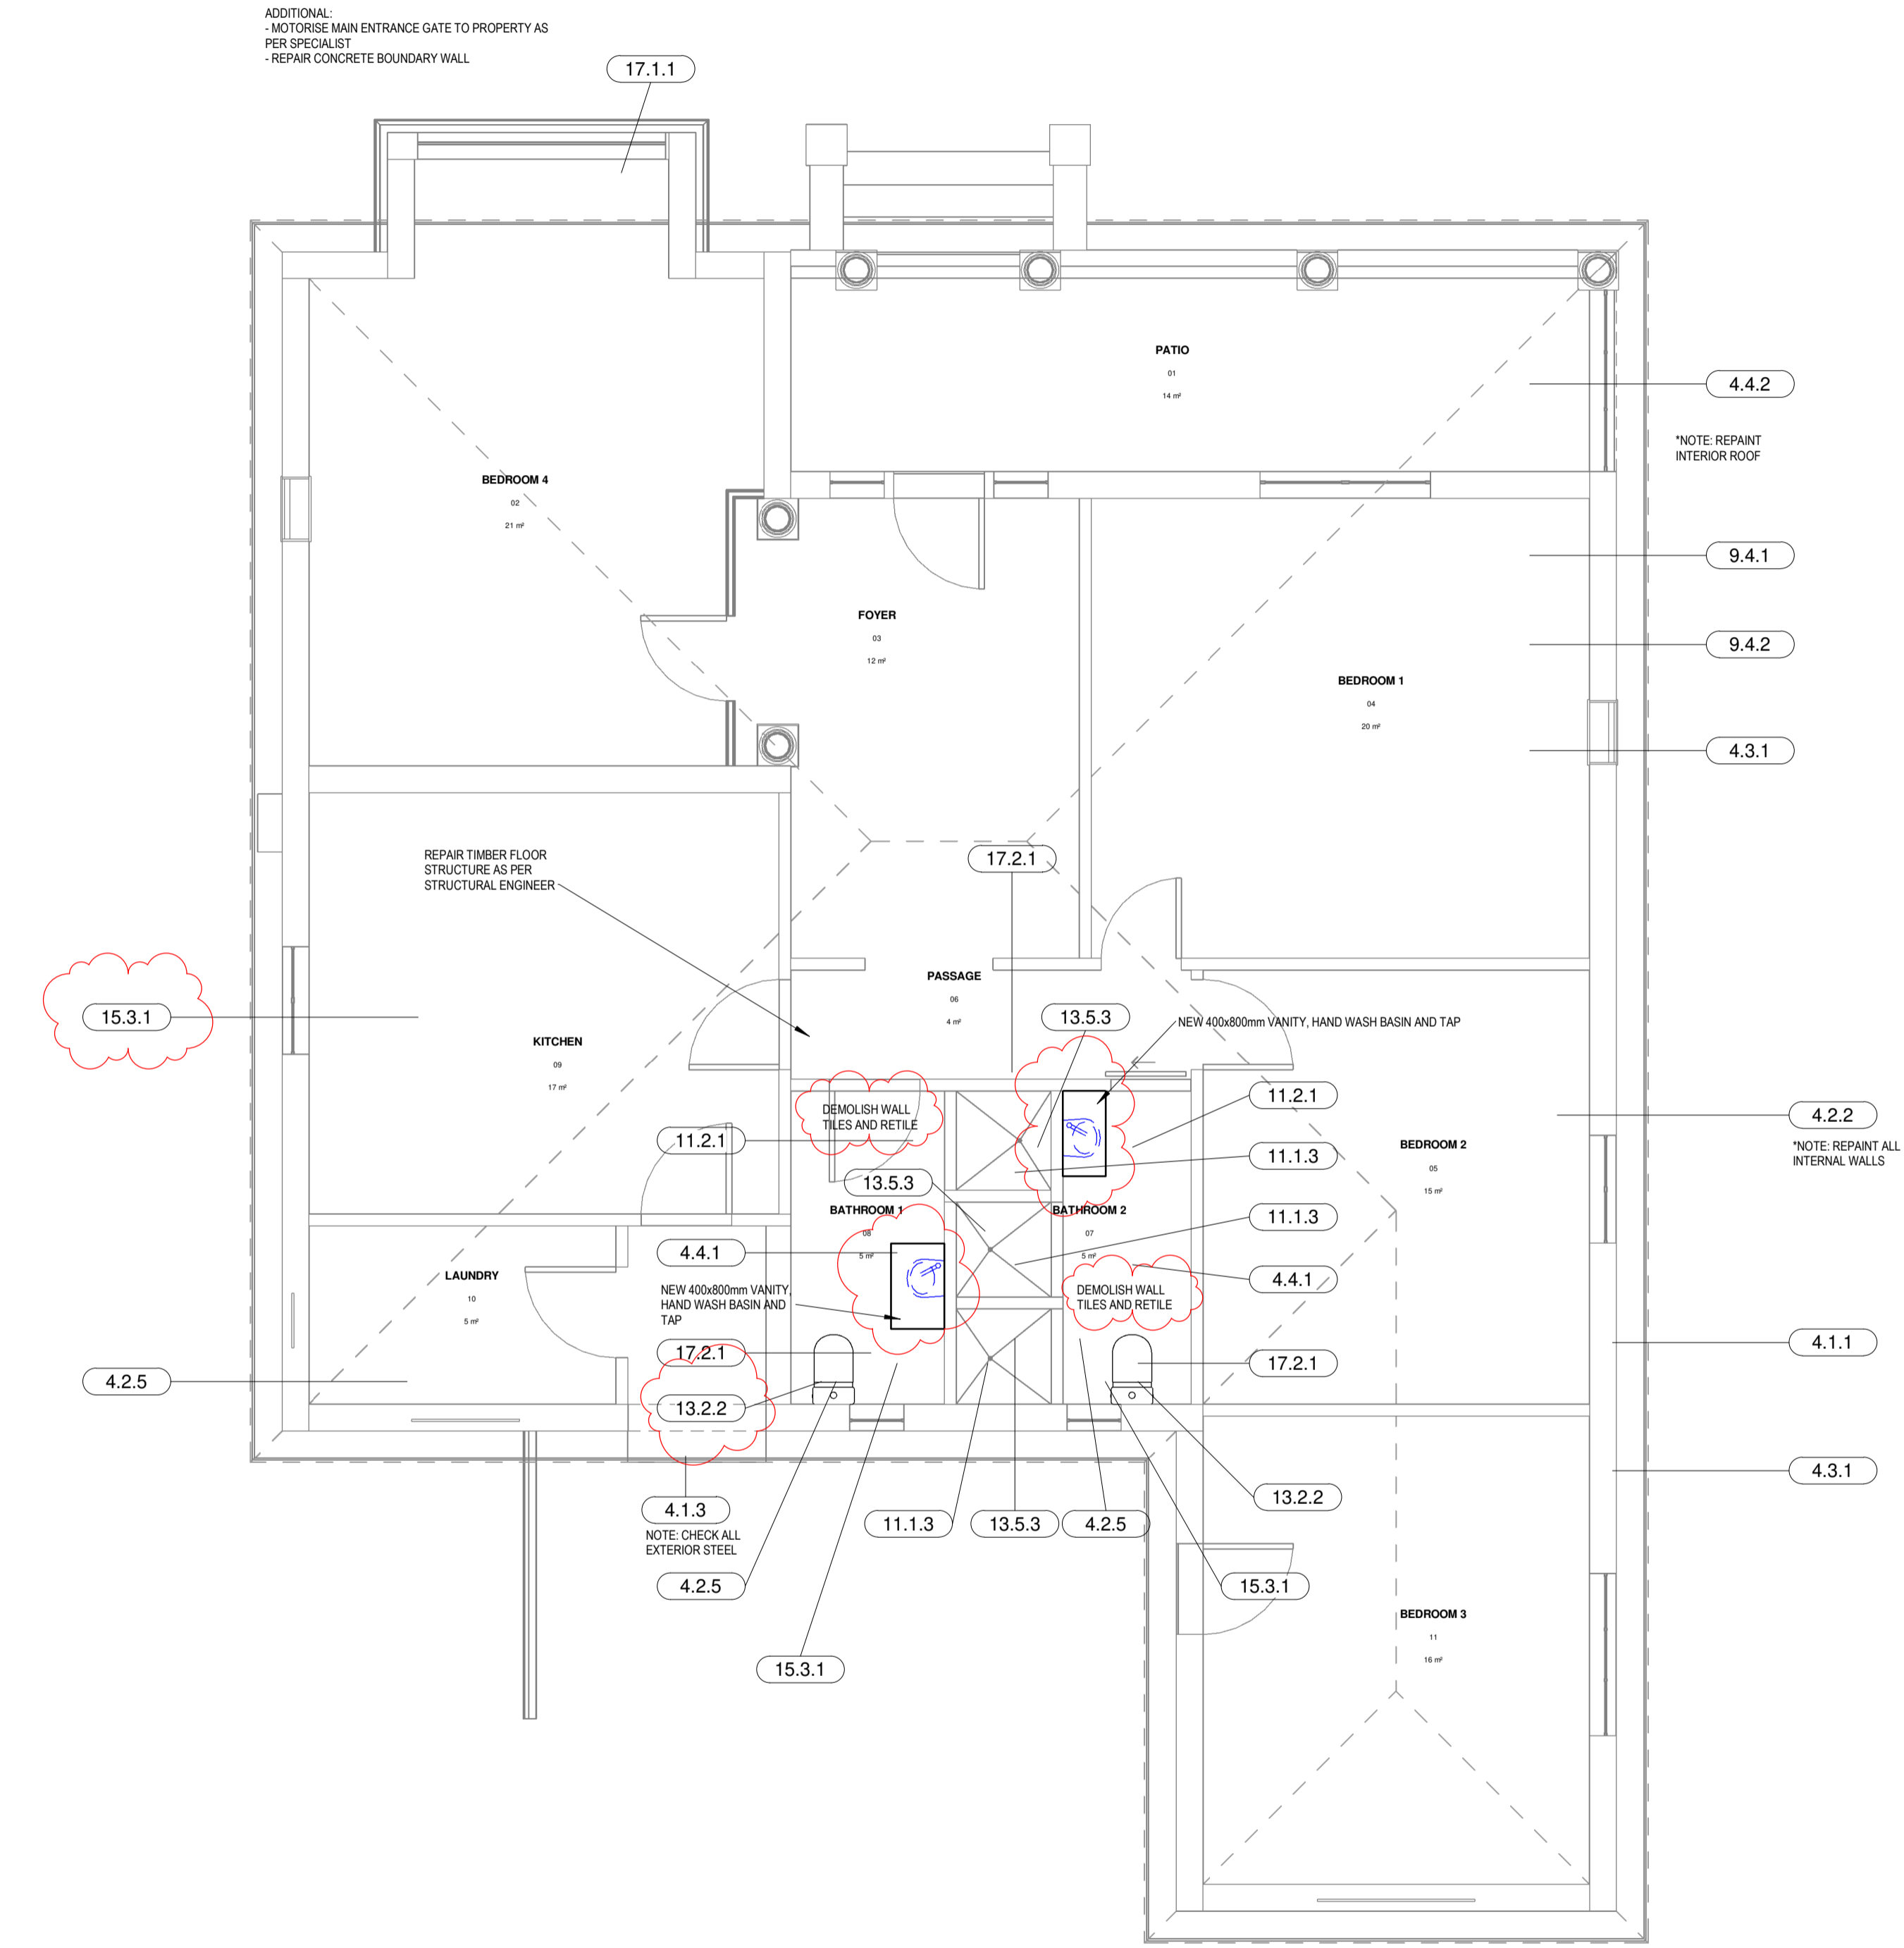 ADDITIONAL:
- MOTORISE MAIN ENTRANCE GATE TO PROPERTY AS
PER SPECIALIST
- REPAIR CONCRETE BOUNDARY WALL
17.1.1
PATIO
01
14 m²
4.4.2
*NOTE: REPAINT
INTERIOR ROOF
BEDROOM 4
02
21 m²
9.4.1
FOYER
03
12 m²
9.4.2
BEDROOM 1
04
20 m²
4.3.1
REPAIR TIMBER FLOOR
STRUCTURE AS PER
STRUCTURAL ENGINEER
17.2.1
PASSAGE
06
4 m²
15.3.1
13.5.3
NEW 400x800mm VANITY, HAND WASH BASIN AND TAP
KITCHEN
09
17 m²
DEMOLISH WALL
TILES AND RETILE
11.2.1
11.2.1
4.2.2
*NOTE: REPAINT ALL
INTERNAL WALLS
BEDROOM 2
05
15 m²
11.1.3
13.5.3
BATHROOM 1
08
5 m²
BATHROOM 2
07
5 m²
11.1.3
4.4.1
4.4.1
LAUNDRY
10
5 m²
NEW 400x800mm VANITY,
HAND WASH BASIN AND
TAP
DEMOLISH WALL
TILES AND RETILE
4.1.1
17.2.1
17.2.1
4.2.5
13.2.2
4.3.1
13.2.2
4.1.3
NOTE: CHECK ALL
EXTERIOR STEEL
11.1.3
13.5.3
4.2.5
4.2.5
15.3.1
BEDROOM 3
11
16 m²
15.3.1